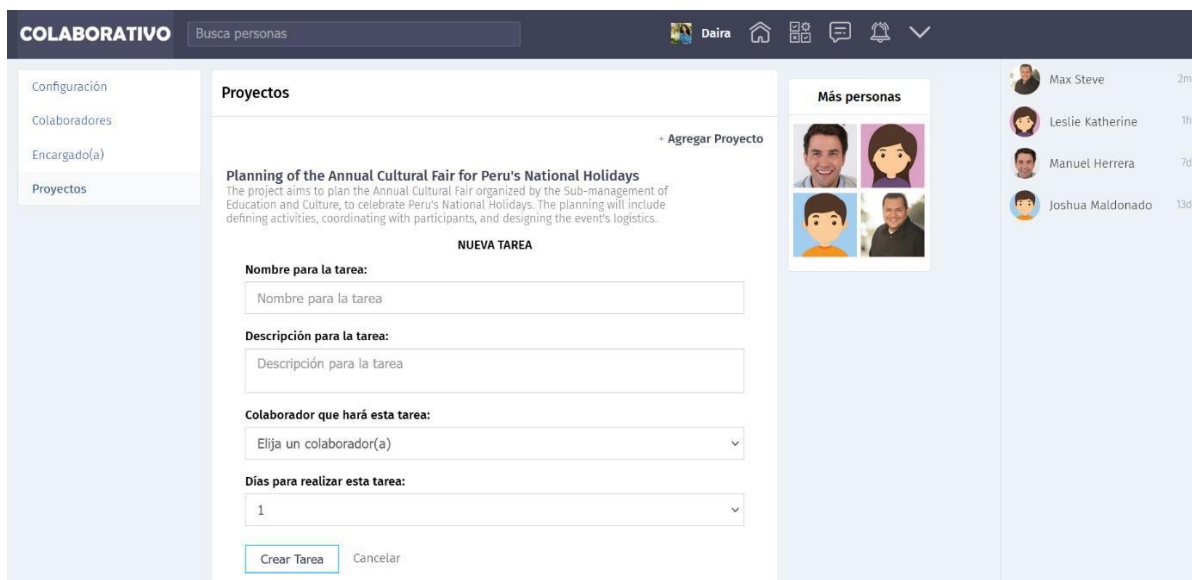 COLABORATIVO
Busca personas
Daira
Configuración
Colaboradores
Encargado(a)
Proyectos
Proyectos
+ Agregar Proyecto
Planning of the Annual Cultural Fair for Peru's National Holidays
The project aims to plan the Annual Cultural Fair organized by the Sub-management of
Education and Culture, to celebrate Peru's National Holidays. The planning will include
defining activities, coordinating with participants, and designing the event's logistics.
NUEVA TAREA
Nombre para la tarea:
Nombre para la tarea
Descripción para la tarea:
Descripción para la tarea
Colaborador que hará esta tarea:
Elija un colaborador(a)
Días para realizar esta tarea:
1
Crear Tarea
Cancelar
Más personas
Max Steve 2m
Leslie Katherine 1h
Manuel Herrera 7d
Joshua Maldonado 13d